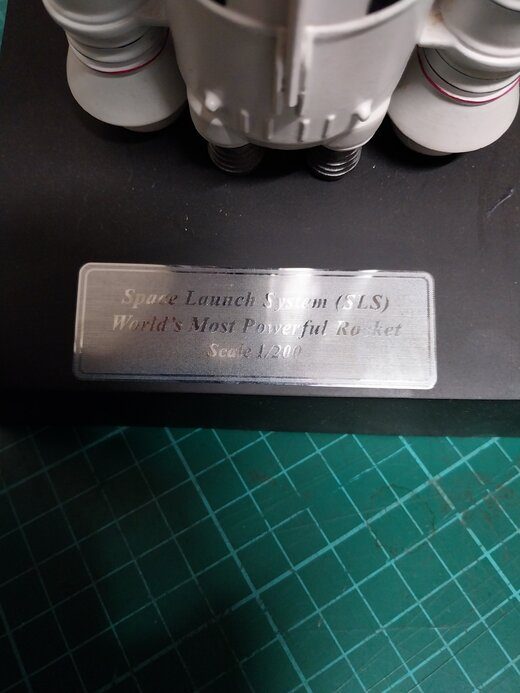 Space Launch System (SLS)
World's Most Powerful Rocket
Scale 1/200